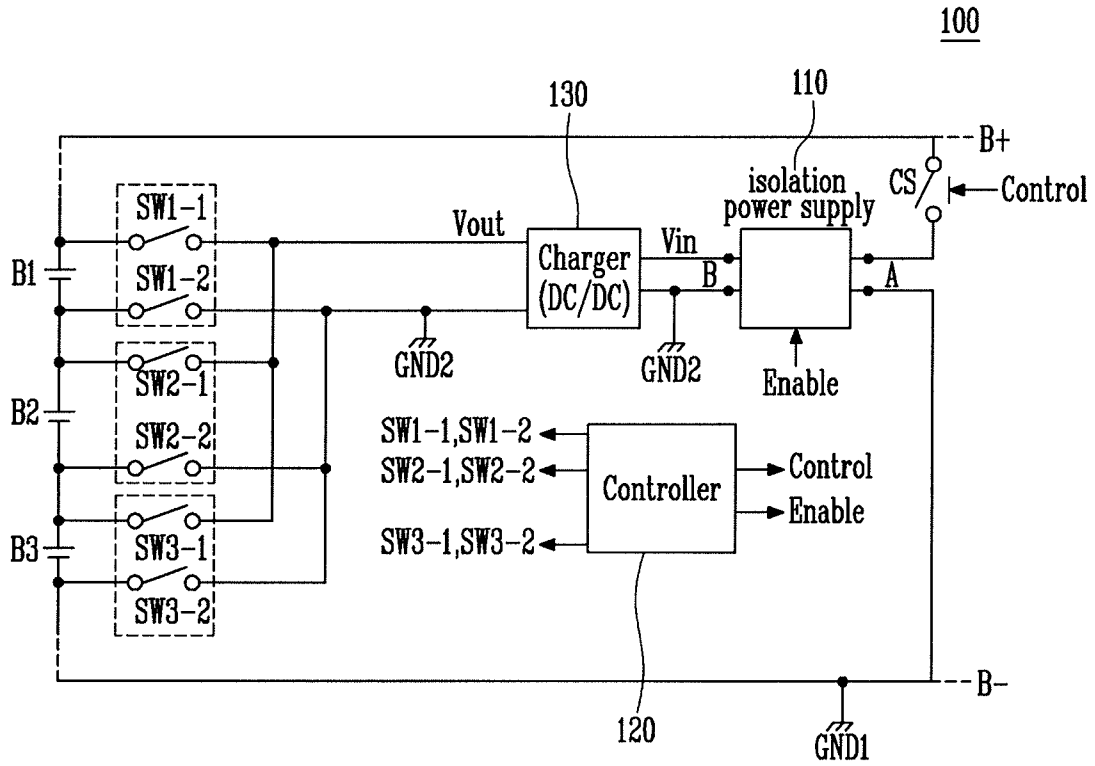 100
130
110
B+
CS
Control
isolation
power supply
SW1-1
Vout
Vin
Charger
(DC/DC)
B
A
B1
SW1-2
GND2
GND2
Enable
SW2-1
B2
SW2-2
SW1-1,SW1-2
SW2-1,SW2-2
SW3-1,SW3-2
Controller
Control
Enable
B3
SW3-1
SW3-2
B-
120
GND1